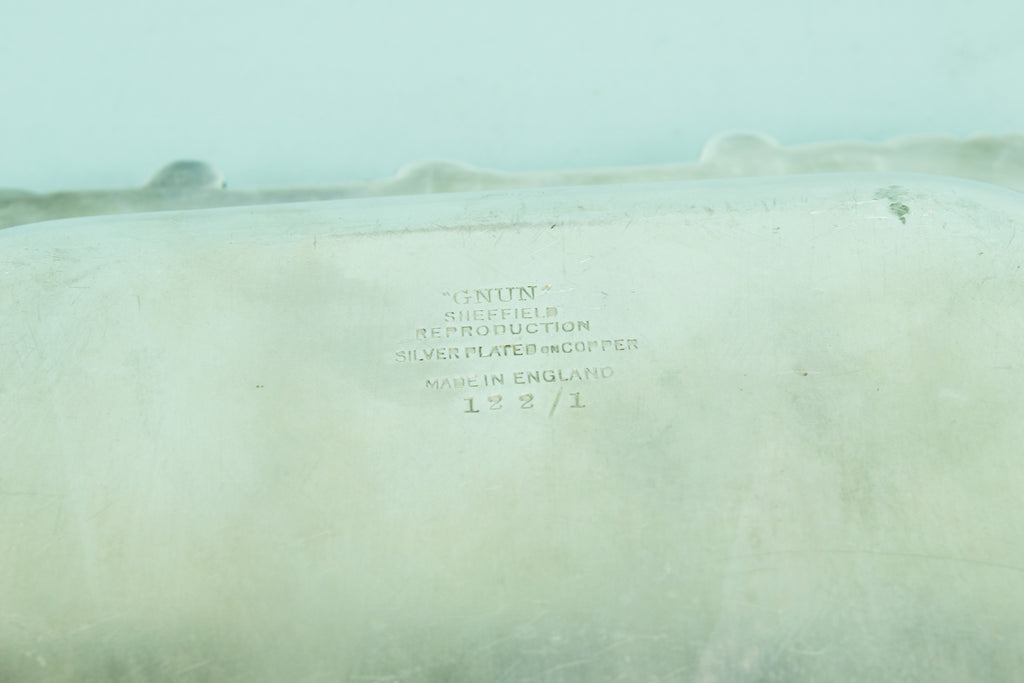 "GNUN"
SHEFFIELD
REPRODUCTION
SILVER PLATED ON COPPER
MADE IN ENGLAND
122/1